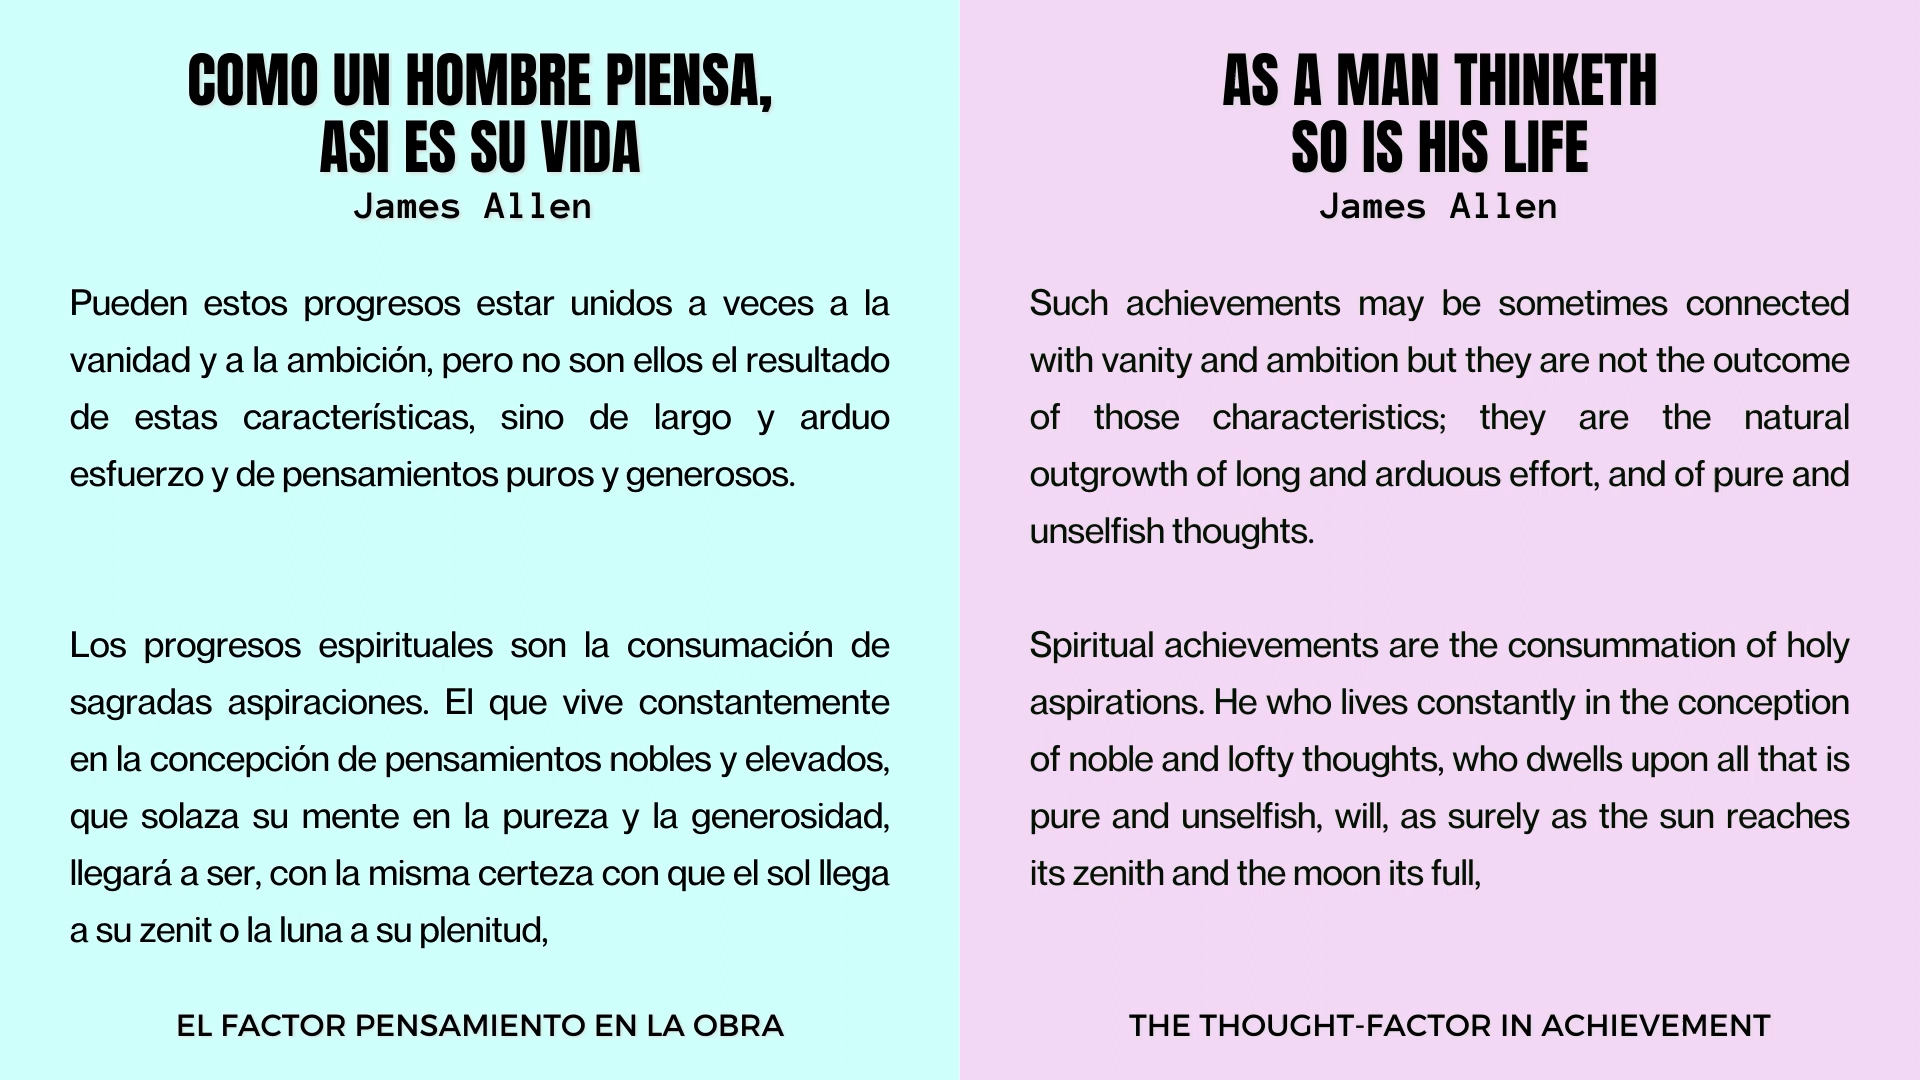 COMO UN HOMBRE PIENSA,
ASI ES SU VIDA
James Allen
Pueden estos progresos estar unidos a veces a la
vanidad y a la ambición, pero no son ellos el resultado
de estas características, sino de largo y arduo
esfuerzo y de pensamientos puros y generosos.
Los progresos espirituales son la consumación de
sagradas aspiraciones. El que vive constantemente
en la concepción de pensamientos nobles y elevados,
que solaza su mente en la pureza y la generosidad,
llegará a ser, con la misma certeza con que el sol llega
a su zenit o la luna a su plenitud,
EL FACTOR PENSAMIENTO EN LA OBRA
AS A MAN THINKETH
SO IS HIS LIFE
James Allen
Such achievements may be sometimes connected
with vanity and ambition but they are not the outcome
of those characteristics; they are the natural
outgrowth of long and arduous effort, and of pure and
unselfish thoughts.
Spiritual achievements are the consummation of holy
aspirations. He who lives constantly in the conception
of noble and lofty thoughts, who dwells upon all that is
pure and unselfish, will, as surely as the sun reaches
its zenith and the moon its full,
THE THOUGHT-FACTOR IN ACHIEVEMENT